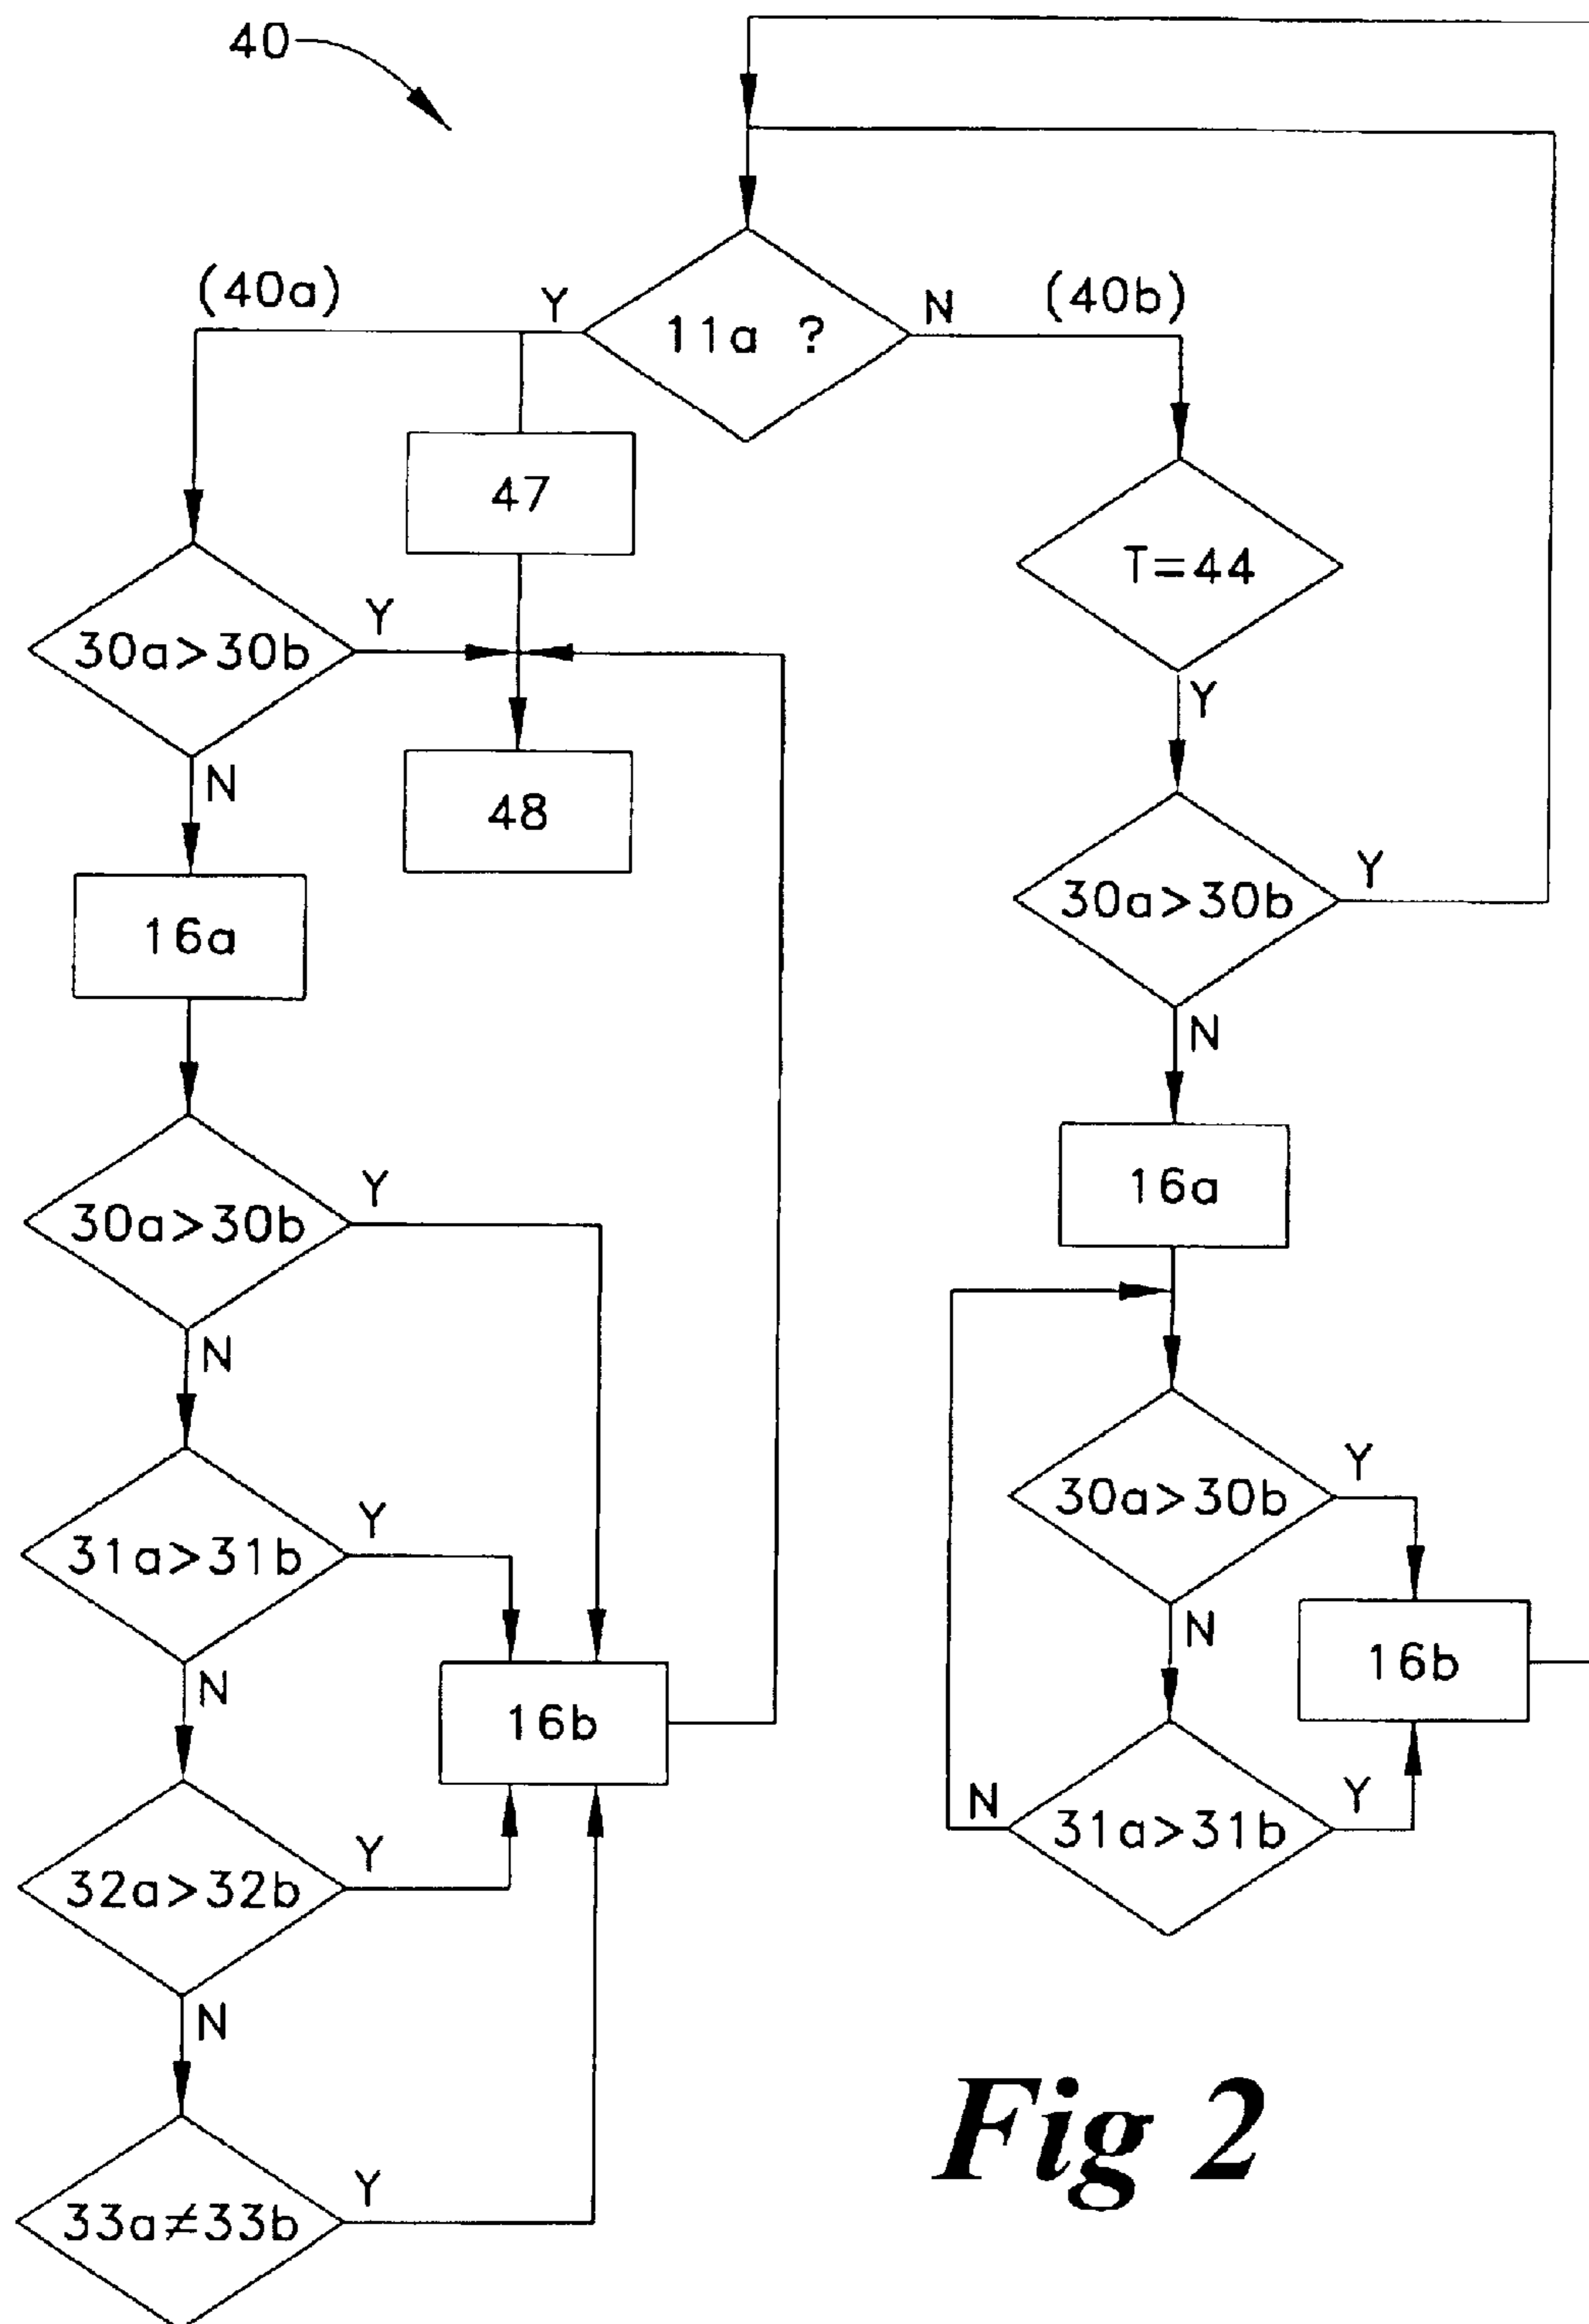 40
(40a)
Y
11a ?
N
(40b)
47
T=44
Y
30a>30b
Y
N
48
16a
30a>30b
Y
N
16a
30a>30b
Y
N
31a>31b
Y
N
16b
32a>32b
Y
N
33a≠33b
Y
30a>30b
Y
N
16b
31a>31b
Y
N
Fig 2